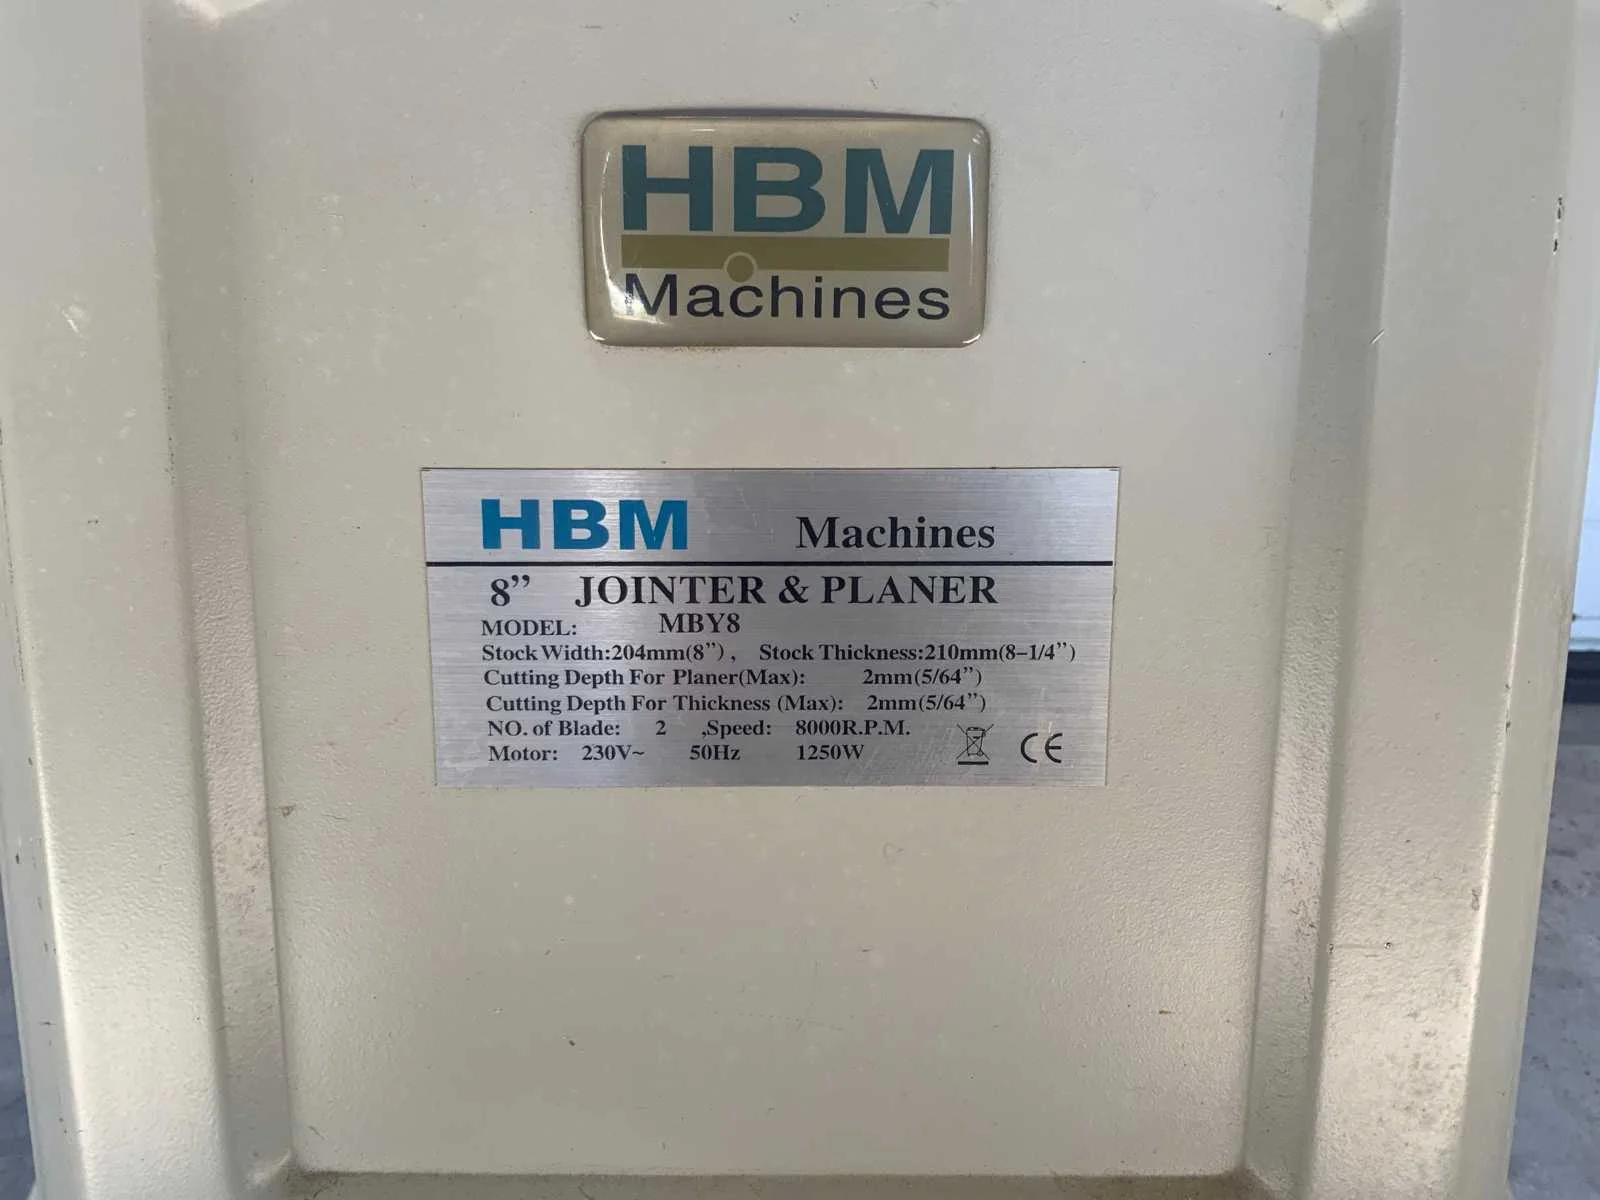 HBM
Machines
HBM Machines
8” JOINTER & PLANER
MODEL: MBY8
Stock Width:204mm(8”) , Stock Thickness:210mm(8-1/4”)
Cutting Depth For Planer(Max): 2mm(5/64”)
Cutting Depth For Thickness (Max): 2mm(5/64”)
NO. of Blade: 2 ,Speed: 8000R.P.M.
Motor: 230V~ 50Hz 1250W CE